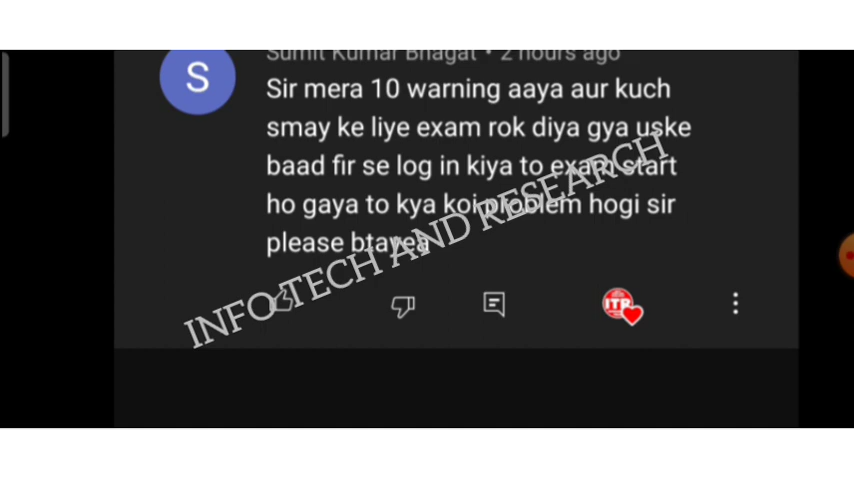 Sumit Kumar Bhagat • 2 hours ago
S
Sir mera 10 warning aaya aur kuch
smay ke liye exam rok diya gya uske
baad fir se log in kiya to exam start
ho gaya to kya koi problem hogi sir
please btayea
INFO TECH AND RESEARCH
ITR